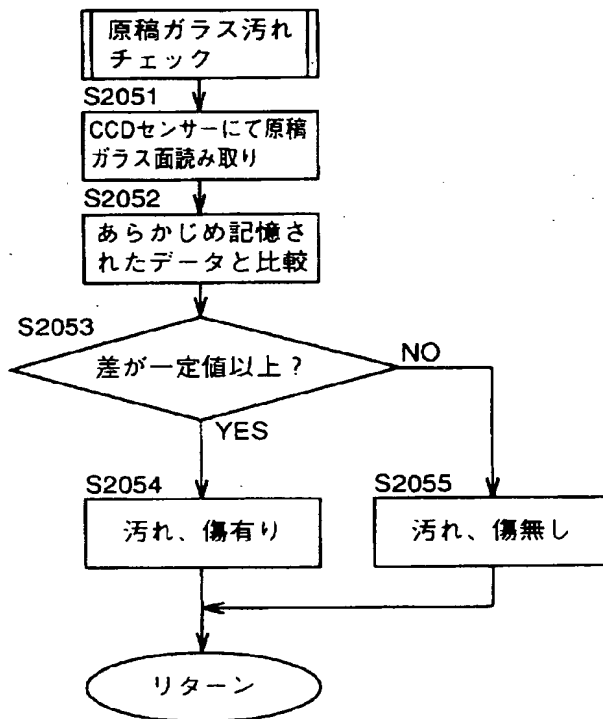 原稿ガラス汚れ
チェック
S2051
CCDセンサーにて原稿
ガラス面読み取り
S2052
あらかじめ記憶さ
れたデータと比較
S2053
差が一定値以上？
NO
YES
S2054
汚れ、傷有り
S2055
汚れ、傷無し
リターン